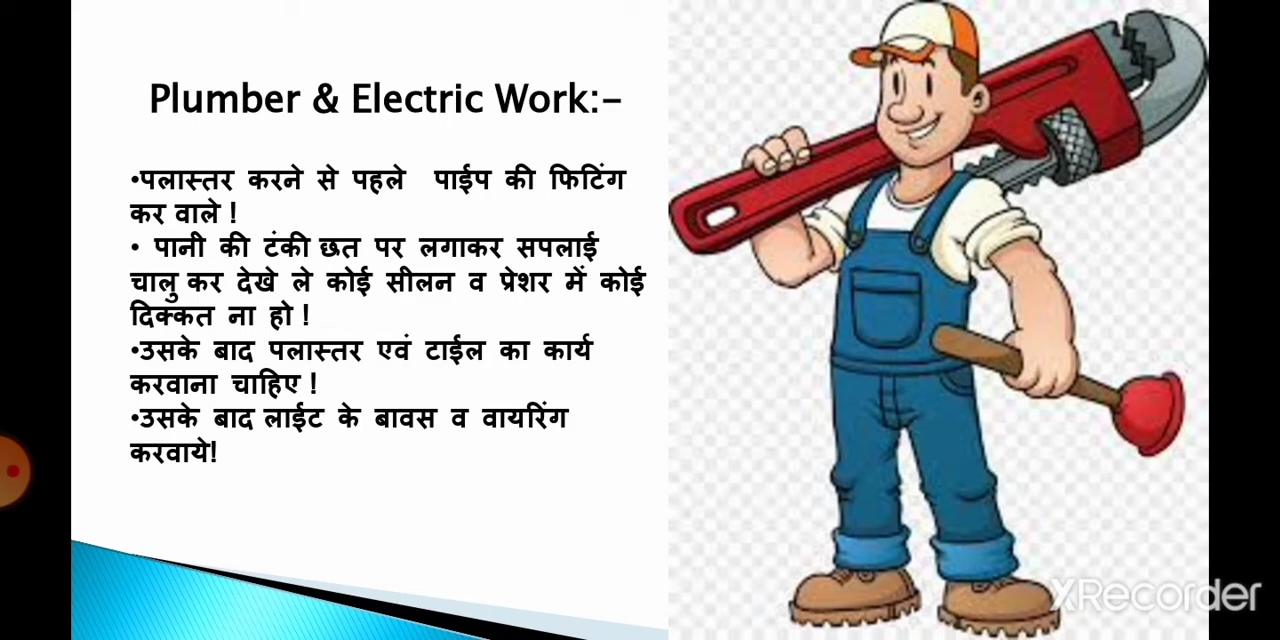 Plumber & Electric Work:-
•पलास्तर करने से पहले पाईप की फिटिंग
कर वाले !
• पानी की टंकी छत पर लगाकर सपलाई
चालु कर देखे ले कोई सीलन व प्रेशर में कोई
दिक्कत ना हो !
•उसके बाद पलास्तर एवं टाईल का कार्य
करवाना चाहिए !
•उसके बाद लाईट के बावस व वायरिंग
करवाये!
XRecorder